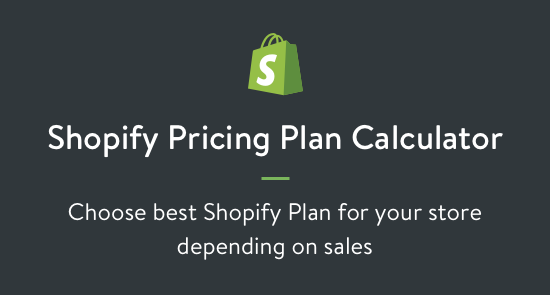 S
Shopify Pricing Plan Calculator
Choose best Shopify Plan for your store
depending on sales